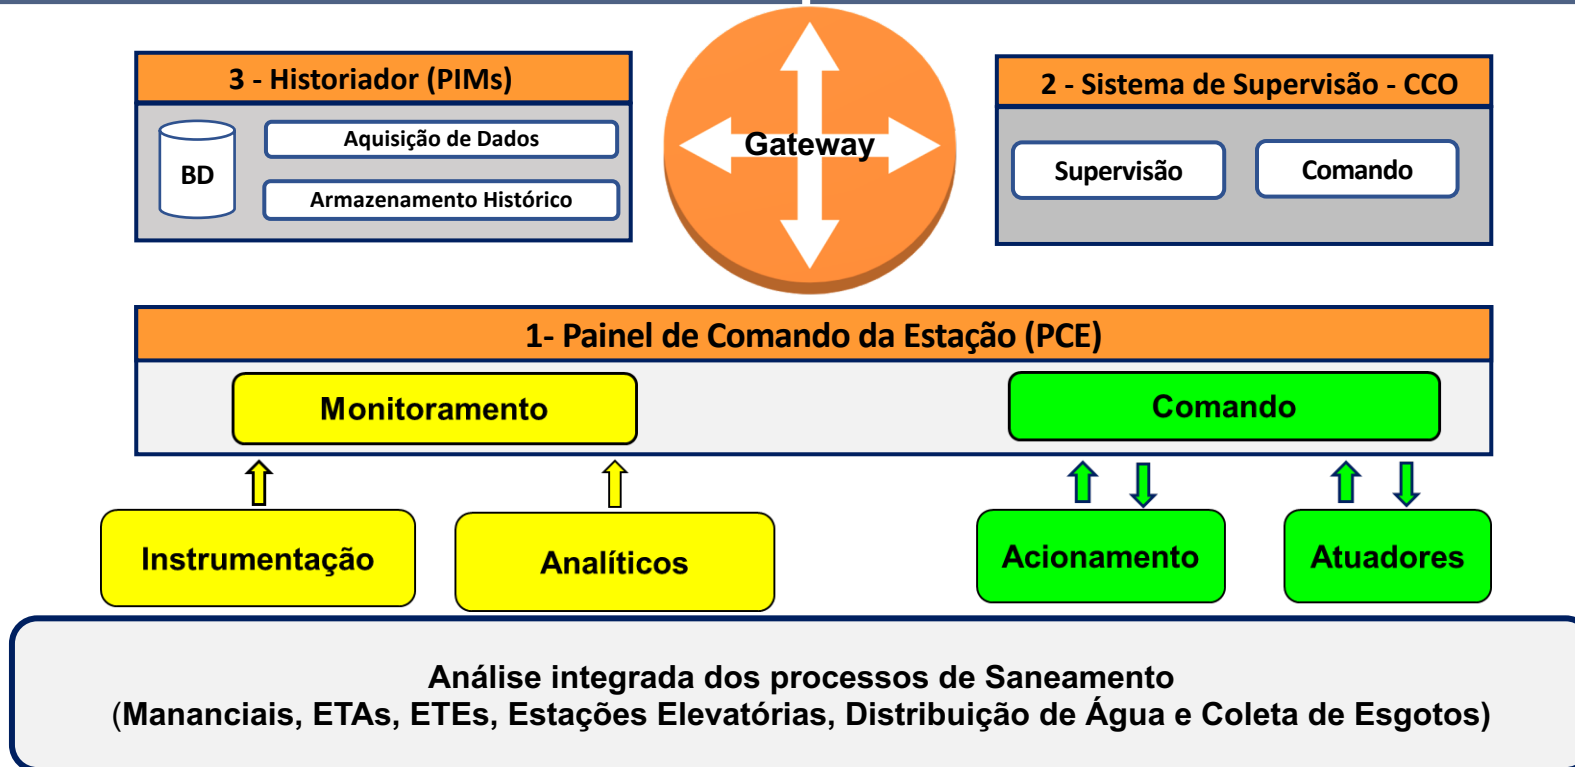 3 - Historiador (PIMs)
BD
Aquisição de Dados
Armazenamento Histórico
Gateway
2 - Sistema de Supervisão - CCO
Supervisão
Comando
1- Painel de Comando da Estação (PCE)
Monitoramento
Comando
Instrumentação
Analíticos
Acionamento
Atuadores
Análise integrada dos processos de Saneamento
(Mananciais, ETAs, ETEs, Estações Elevatórias, Distribuição de Água e Coleta de Esgotos)